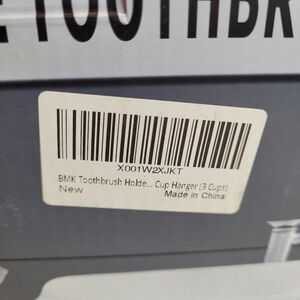 E TOOTHBR
X001W2XJKT
BMK Toothbrush Holde... Cup Hanger (3 Cups)
New
Made in China